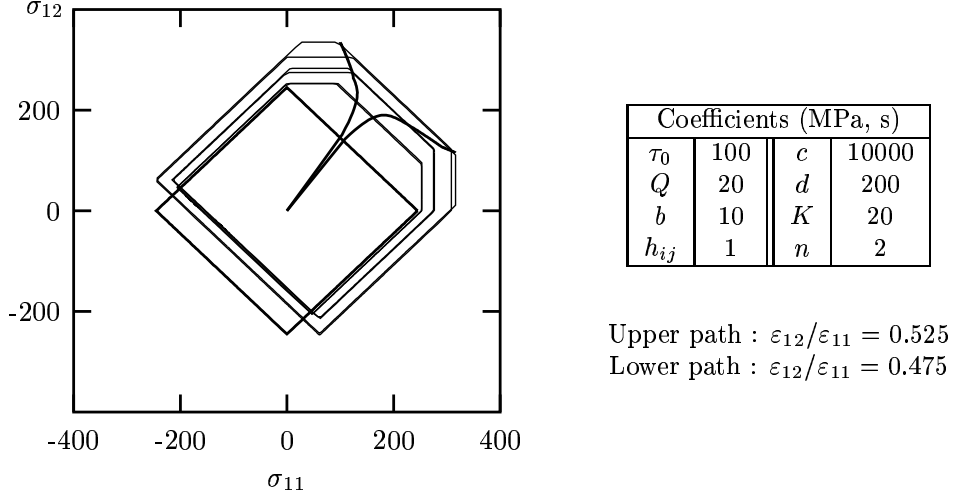 σ12
200
0
-200
-400 -200 0 200 400
σ11
Coefficients (MPa, s)
τ0 100 c 10000
Q 20 d 200
b 10 K 20
hij 1 n 2
Upper path : ε12/ε11 = 0.525
Lower path : ε12/ε11 = 0.475